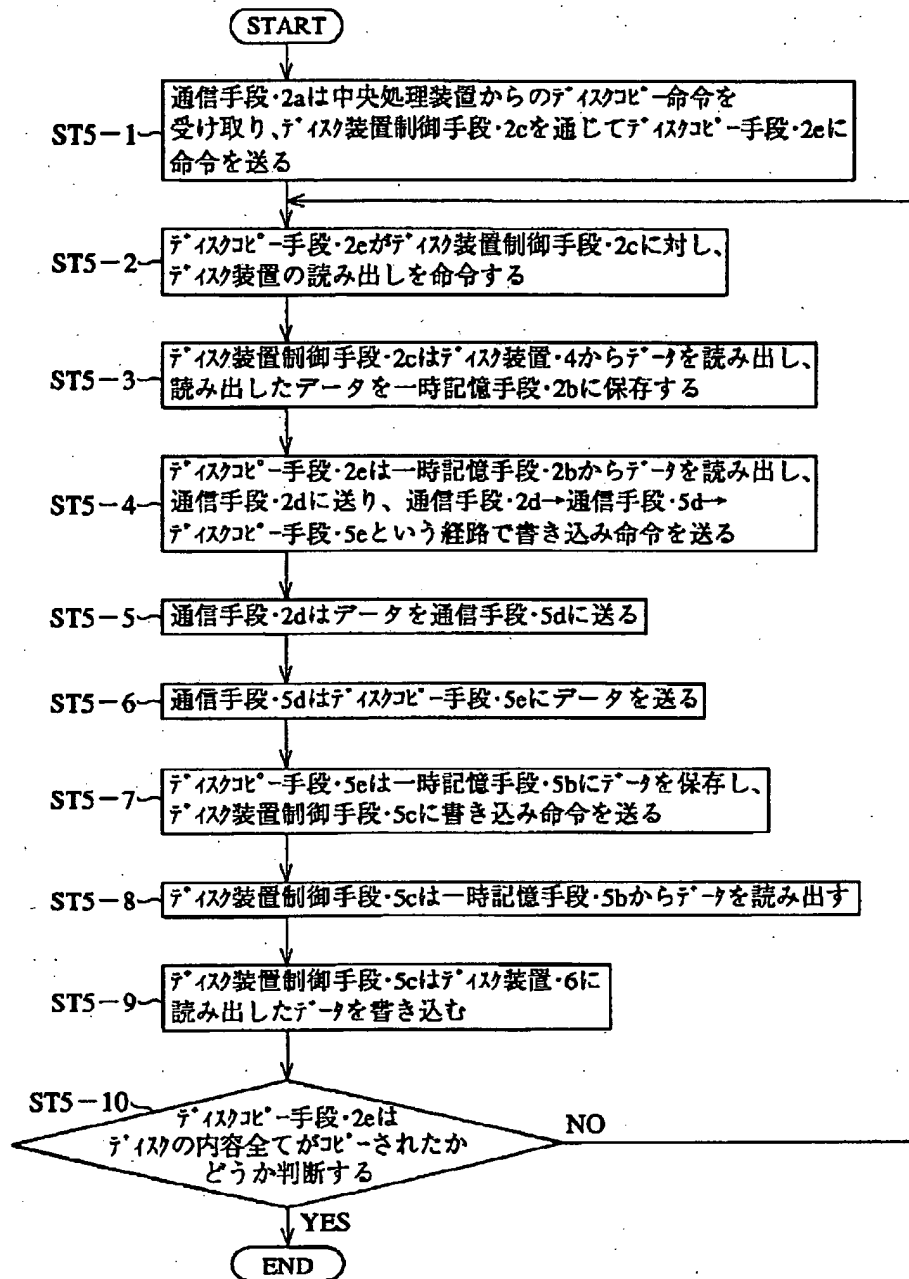 START
ST5-1
通信手段・2aは中央処理装置からのディスクコピー命令を
受け取り、ディスク装置制御手段・2cを通じてディスクコピー手段・2eに
命令を送る
ST5-2
ディスクコピー手段・2eがディスク装置制御手段・2cに対し、
ディスク装置の読み出しを命令する
ST5-3
ディスク装置制御手段・2cはディスク装置・4からデータを読み出し、
読み出したデータを一時記憶手段・2bに保存する
ST5-4
ディスクコピー手段・2eは一時記憶手段・2bからデータを読み出し、
通信手段・2dに送り、通信手段・2d→通信手段・5d→
ディスクコピー手段・5eという経路で書き込み命令を送る
ST5-5
通信手段・2dはデータを通信手段・5dに送る
ST5-6
通信手段・5dはディスクコピー手段・5eにデータを送る
ST5-7
ディスクコピー手段・5eは一時記憶手段・5bにデータを保存し、
ディスク装置制御手段・5cに書き込み命令を送る
ST5-8
ディスク装置制御手段・5cは一時記憶手段・5bからデータを読み出す
ST5-9
ディスク装置制御手段・5cはディスク装置・6に
読み出したデータを書き込む
ST5-10
ディスクコピー手段・2eは
ディスクの内容全てがコピーされたか
どうか判断する
NO
YES
END